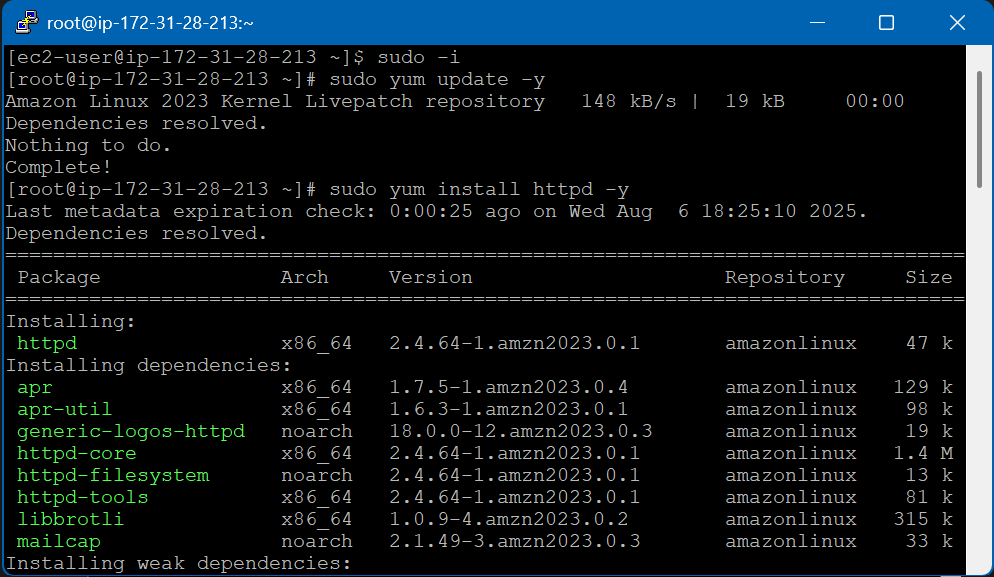 root@ip-172-31-28-213:~
[ec2-user@ip-172-31-28-213 ~]$ sudo -i
[root@ip-172-31-28-213 ~]# sudo yum update -y
Amazon Linux 2023 Kernel Livepatch repository   148 kB/s |  19 kB     00:00
Dependencies resolved.
Nothing to do.
Complete!
[root@ip-172-31-28-213 ~]# sudo yum install httpd -y
Last metadata expiration check: 0:00:25 ago on Wed Aug  6 18:25:10 2025.
Dependencies resolved.
================================================================================
 Package               Arch     Version                     Repository     Size
================================================================================
Installing:
 httpd                 x86_64   2.4.64-1.amzn2023.0.1       amazonlinux    47 k
Installing dependencies:
 apr                   x86_64   1.7.5-1.amzn2023.0.4        amazonlinux   129 k
 apr-util              x86_64   1.6.3-1.amzn2023.0.1        amazonlinux    98 k
 generic-logos-httpd   noarch   18.0.0-12.amzn2023.0.3      amazonlinux    19 k
 httpd-core            x86_64   2.4.64-1.amzn2023.0.1       amazonlinux   1.4 M
 httpd-filesystem      noarch   2.4.64-1.amzn2023.0.1       amazonlinux    13 k
 httpd-tools           x86_64   2.4.64-1.amzn2023.0.1       amazonlinux    81 k
 libbrotli             x86_64   1.0.9-4.amzn2023.0.2        amazonlinux   315 k
 mailcap               noarch   2.1.49-3.amzn2023.0.3       amazonlinux    33 k
Installing weak dependencies: